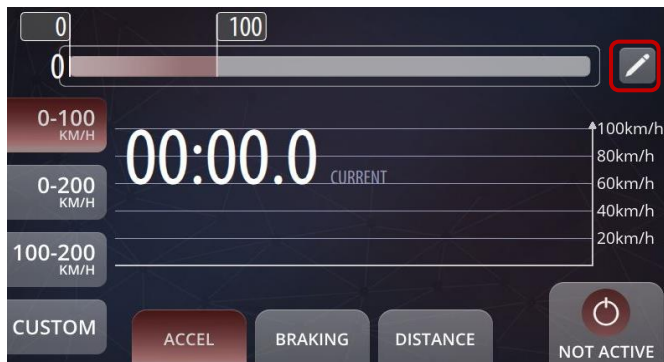 0 100
0
0-100
KM/H
00:00.0 CURRENT
100km/h
80km/h
60km/h
40km/h
20km/h
0-200
KM/H
100-200
KM/H
CUSTOM
ACCEL BRAKING DISTANCE
NOT ACTIVE